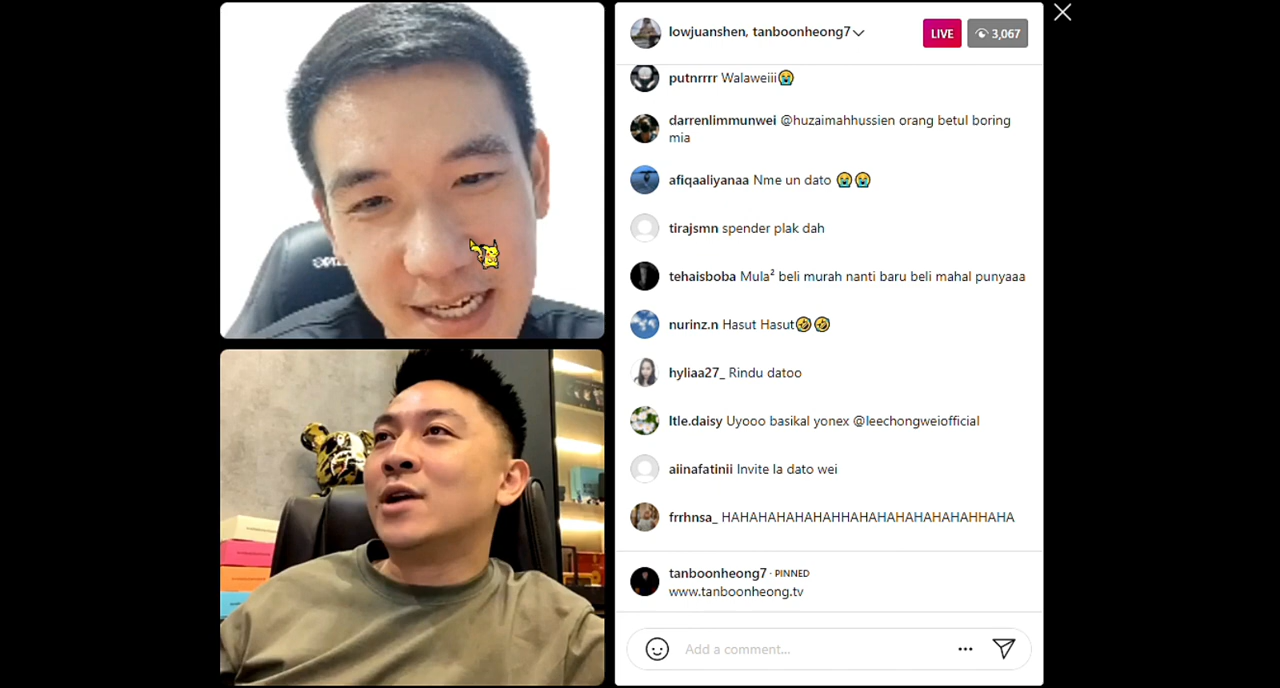 lowjuanshen, tanboonheong7
LIVE
3,067
putnrrrr Walaweiii😭
darrenlimmunwei @huzaimahhussien orang betul boring
mia
afiqaaliyanaa Nme un dato 😭😭
tirajsmn spender plak dah
tehaisboba Mula² beli murah nanti baru beli mahal punyaaa
nurinz.n Hasut Hasut🤣🤣
hyliaa27_ Rindu datoo
ltle.daisy Uyooo basikal yonex @leechongweiofficial
aiinafatinii Invite la dato wei
frrhnsa_ HAHAHAHAHAHAHHAHAHAHAHAHAHAHAHHAHA
tanboonheong7 · PINNED
www.tanboonheong.tv
Add a comment...